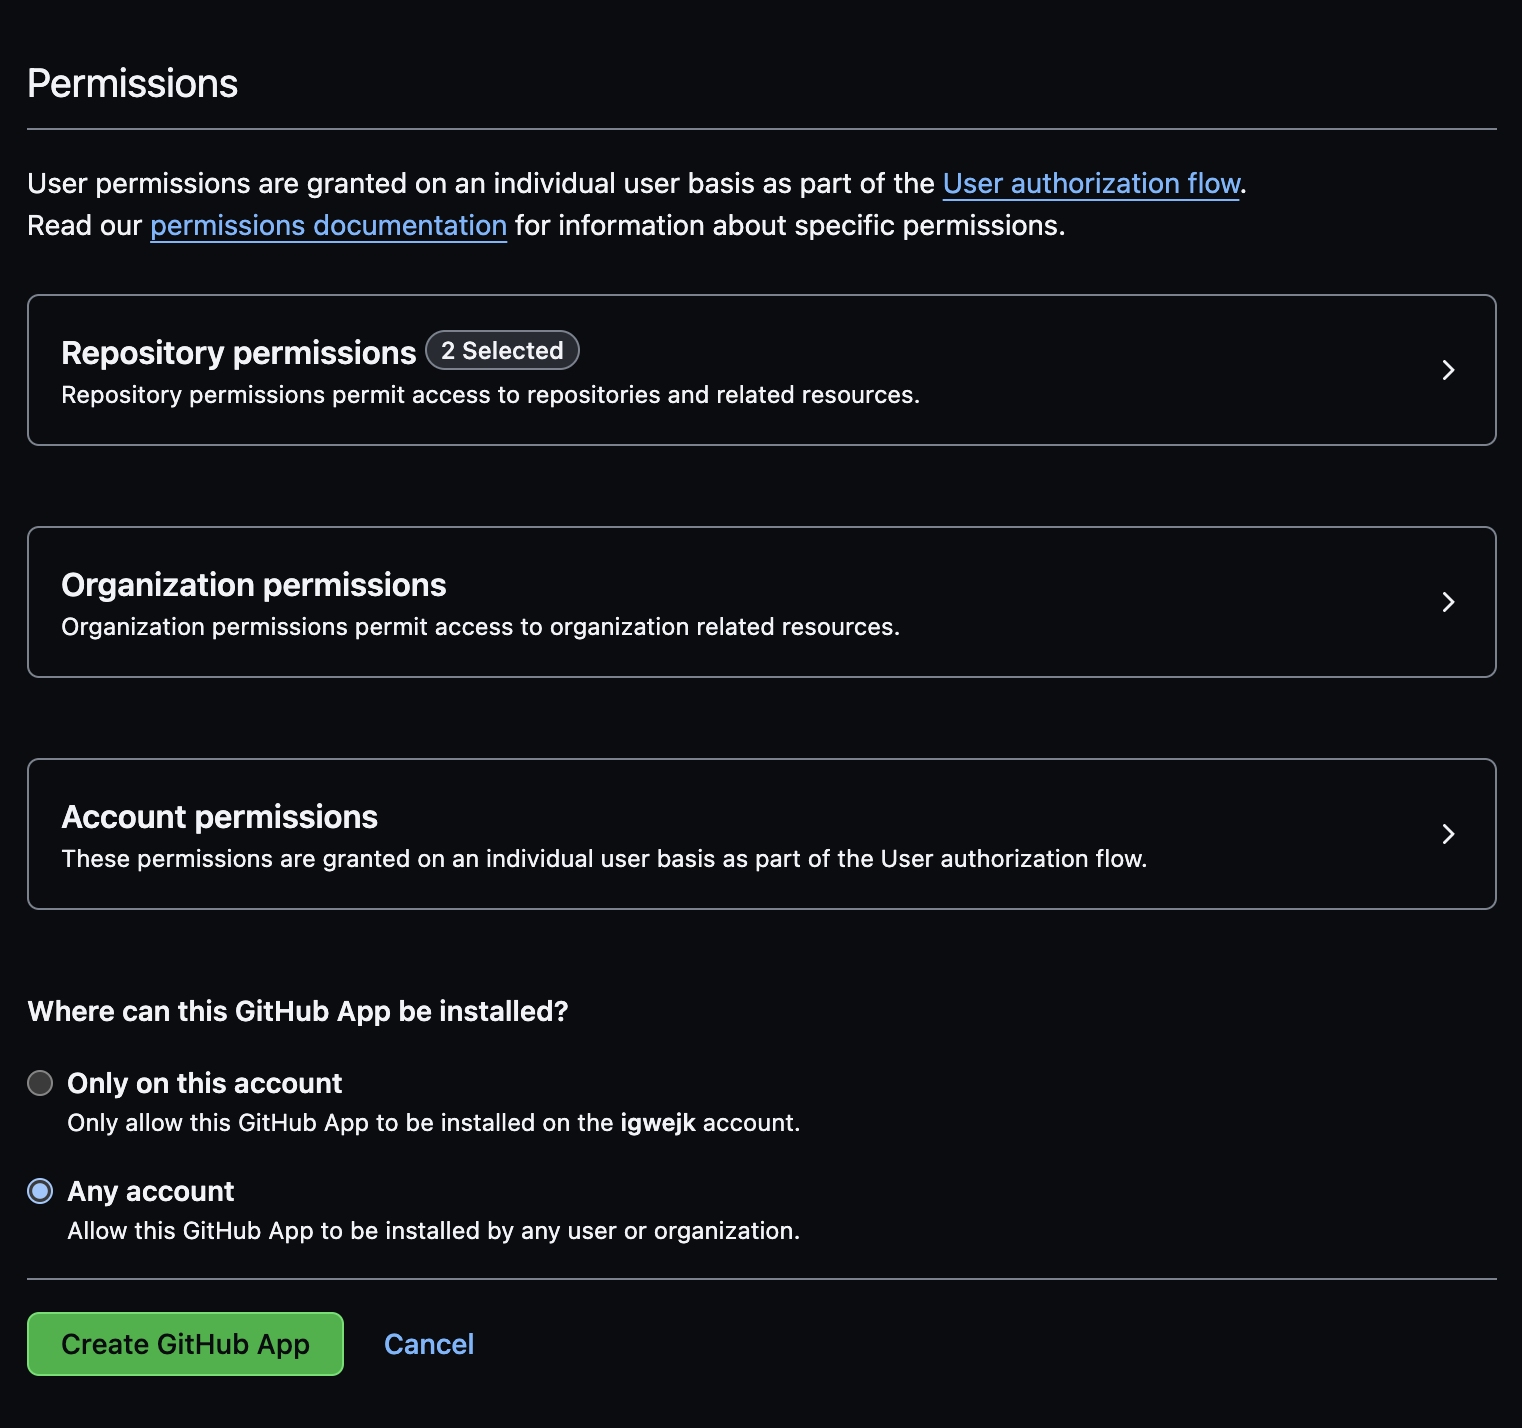 Permissions
User permissions are granted on an individual user basis as part of the User authorization flow.
Read our permissions documentation for information about specific permissions.
Repository permissions 2 Selected
Repository permissions permit access to repositories and related resources.
Organization permissions
Organization permissions permit access to organization related resources.
Account permissions
These permissions are granted on an individual user basis as part of the User authorization flow.
Where can this GitHub App be installed?
Only on this account
Only allow this GitHub App to be installed on the igwejk account.
Any account
Allow this GitHub App to be installed by any user or organization.
Create GitHub App Cancel